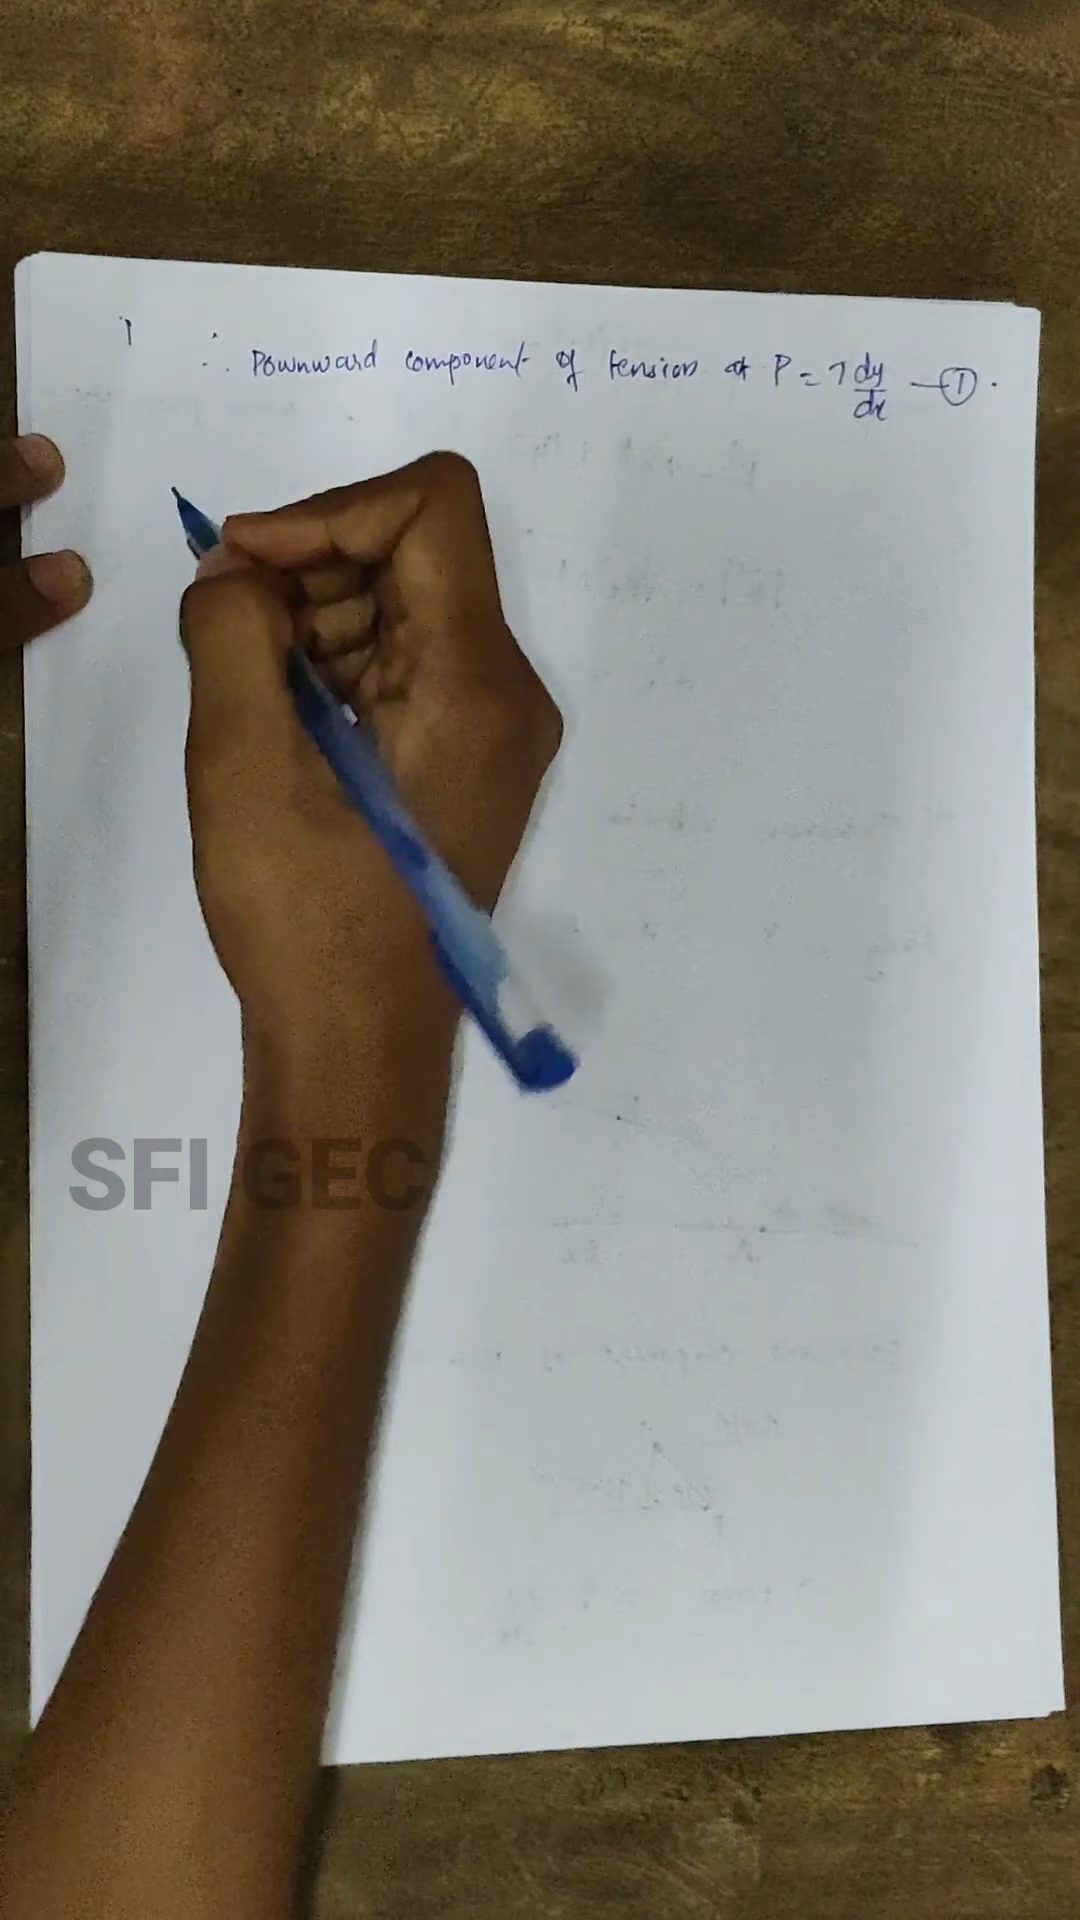 ∴ Downward component of tension at P = T dy/dx —①.
SFI GEC